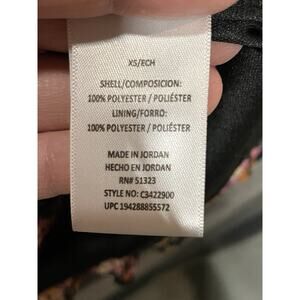 XS/ECH
SHELL/COMPOSICION:
100% POLYESTER / POLIÉSTER
LINING/FORRO:
100% POLYESTER / POLIÉSTER
MADE IN JORDAN
HECHO EN JORDAN
RN# 51323
STYLE NO: C3422900
UPC 194288855572